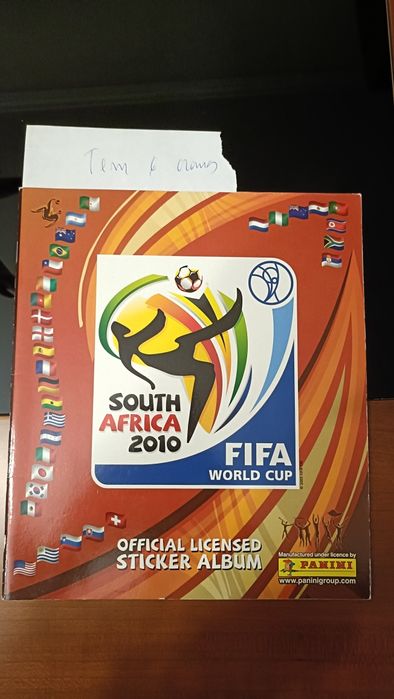 Tem 6
SOUTH
AFRICA
2010
FIFA
WORLD CUP
OFFICIAL LICENSED
STICKER ALBUM
Manufactured under licence by
PANINI
www.paninigroup.com